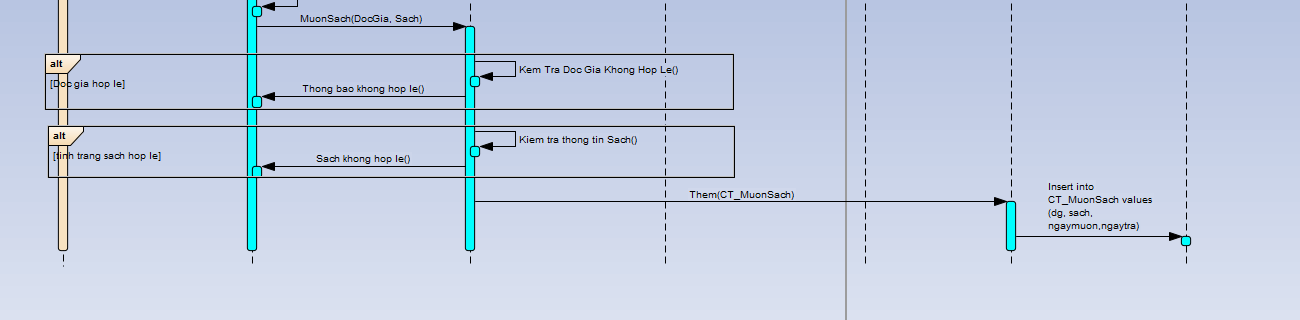 MuonSach(DocGia, Sach)
alt
[Doc gia hop le]
Kem Tra Doc Gia Khong Hop Le()
Thong bao khong hop le()
alt
[tinh trang sach hop le]
Kiem tra thong tin Sach()
Sach khong hop le()
Them(CT_MuonSach)
Insert into
CT_MuonSach values
(dg, sach,
ngaymuon,ngaytra)